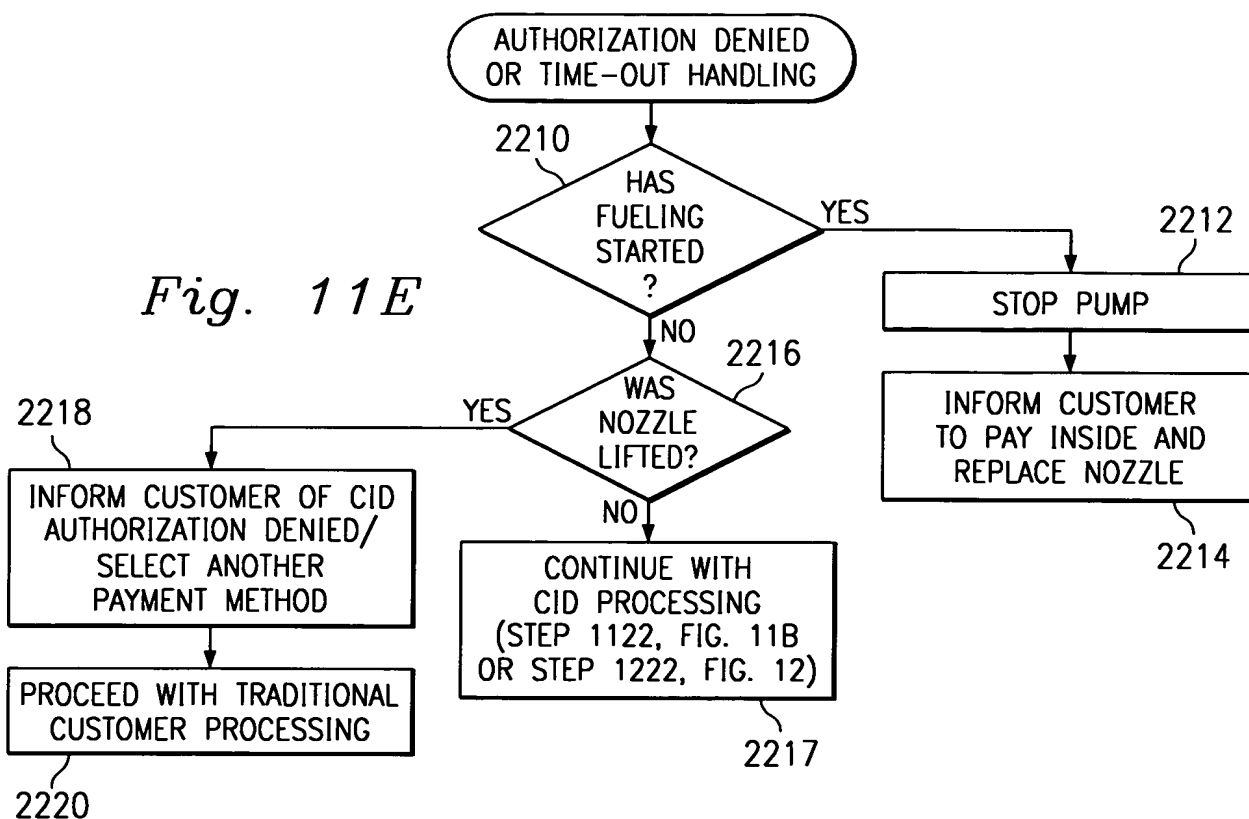 AUTHORIZATION DENIED
OR TIME-OUT HANDLING
2210
HAS
FUELING
STARTED
?
YES
2212
STOP PUMP
Fig. 11E
NO
2216
WAS
NOZZLE
LIFTED?
YES
2218
INFORM CUSTOMER
TO PAY INSIDE AND
REPLACE NOZZLE
2214
INFORM CUSTOMER OF CID
AUTHORIZATION DENIED/
SELECT ANOTHER
PAYMENT METHOD
NO
CONTINUE WITH
CID PROCESSING
(STEP 1122, FIG. 11B
OR STEP 1222, FIG. 12)
2217
PROCEED WITH TRADITIONAL
CUSTOMER PROCESSING
2220